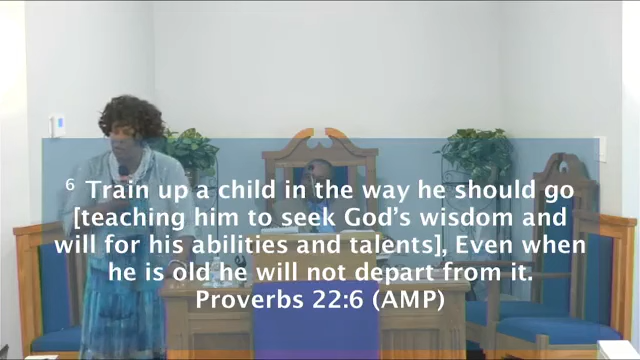 6 Train up a child in the way he should go
[teaching him to seek God's wisdom and
will for his abilities and talents], Even when
he is old he will not depart from it.
Proverbs 22:6 (AMP)